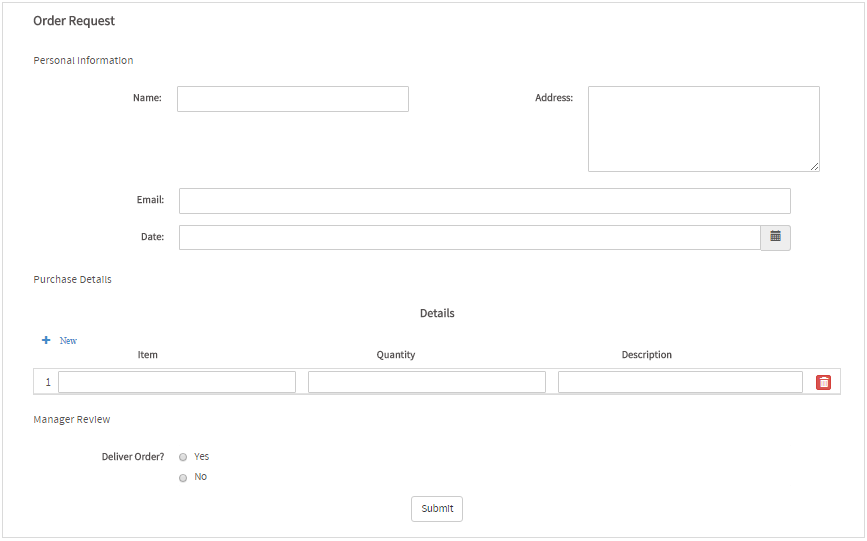 Order Request
Personal Information
Name:
Address:
Email:
Date:
Purchase Details
Details
New
Item Quantity Description
1
Manager Review
Deliver Order? Yes
No
Submit